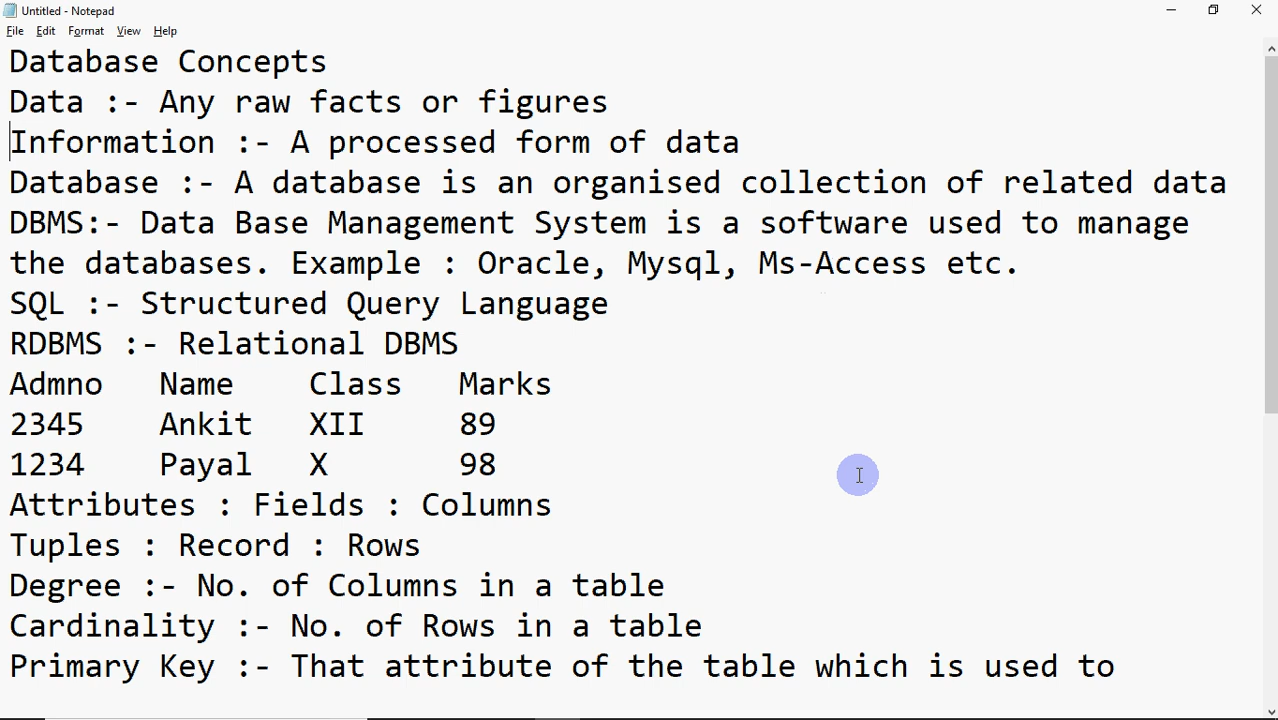 Untitled - Notepad
File Edit Format View Help
Database Concepts
Data :- Any raw facts or figures
Information :- A processed form of data
Database :- A database is an organised collection of related data
DBMS:- Data Base Management System is a software used to manage
the databases. Example : Oracle, Mysql, Ms-Access etc.
SQL :- Structured Query Language
RDBMS :- Relational DBMS
Admno Name Class Marks
2345 Ankit XII 89
1234 Payal X 98
Attributes : Fields : Columns
Tuples : Record : Rows
Degree :- No. of Columns in a table
Cardinality :- No. of Rows in a table
Primary Key :- That attribute of the table which is used to